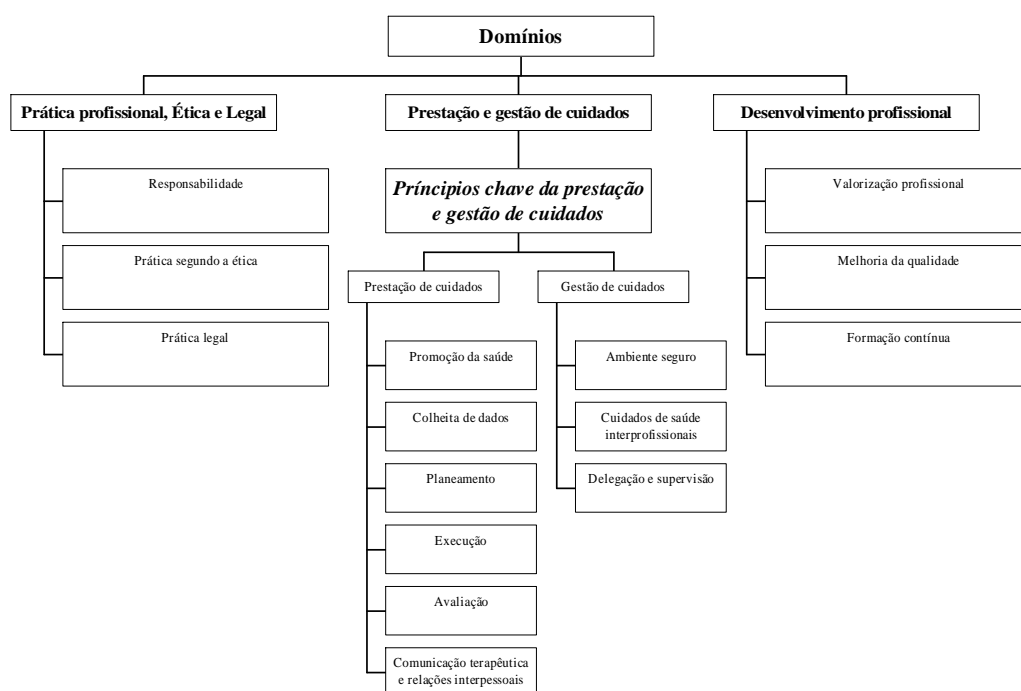 Domínios
Prática profissional, Ética e Legal
Prestação e gestão de cuidados
Desenvolvimento profissional
Responsabilidade
Prática segundo a ética
Prática legal
Príncipios chave da prestação
e gestão de cuidados
Prestação de cuidados
Gestão de cuidados
Promoção da saúde
Colheita de dados
Planeamento
Execução
Avaliação
Comunicação terapêutica
e relações interpessoais
Ambiente seguro
Cuidados de saúde
interprofissionais
Delegação e supervisão
Valorização profissional
Melhoria da qualidade
Formação contínua